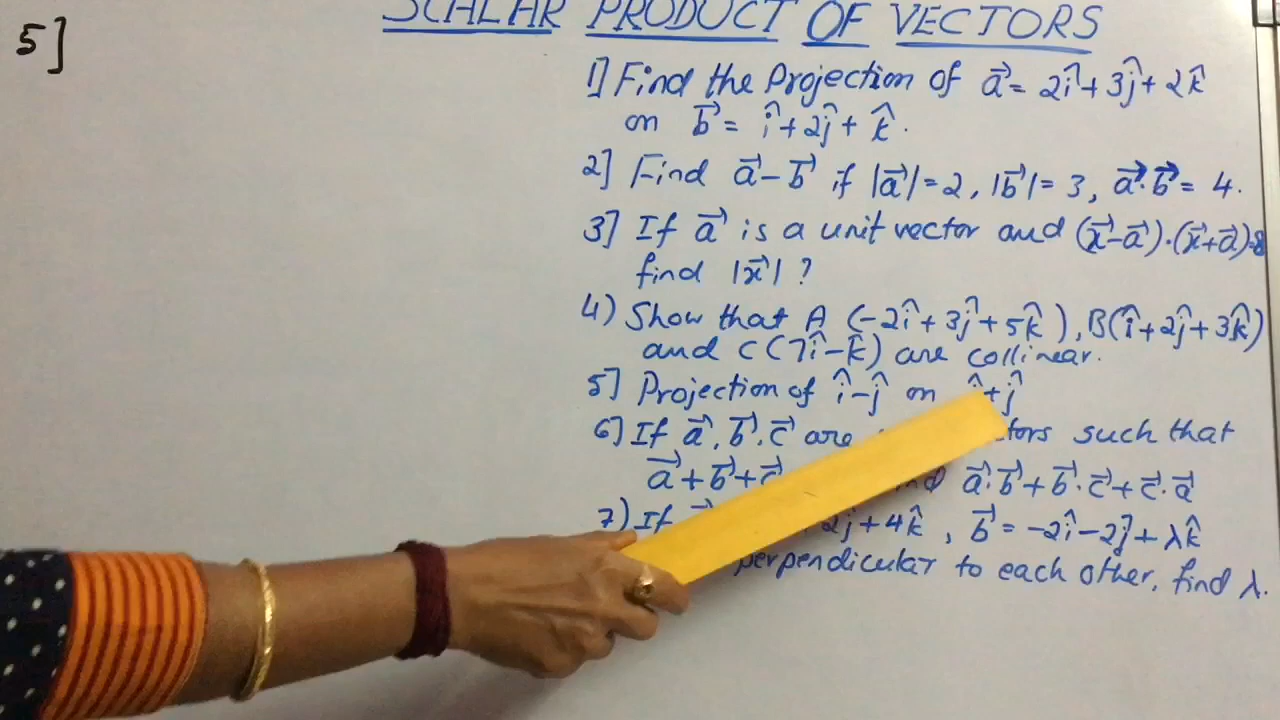 5]
SCALAR PRODUCT OF VECTORS
1] Find the Projection of a⃗ = 2î + 3ĵ + 2k̂
on b⃗ = î + 2ĵ + k̂.
2] Find a⃗ - b⃗ if |a⃗| = 2, |b⃗| = 3, a⃗·b⃗ = 4.
3] If a⃗ is a unit vector and (x⃗-a⃗)·(x⃗+a⃗)=8
find |x⃗| ?
4) Show that A (-2î + 3ĵ + 5k̂), B(î + 2ĵ + 3k̂)
and C(7î - k̂) are collinear.
5] Projection of î - ĵ on î + ĵ
6] If a⃗, b⃗, c⃗ are such that
a⃗ + b⃗ + c⃗ a⃗·b⃗ + b⃗·c⃗ + c⃗·a⃗
7) If 2ĵ + 4k̂, b⃗ = -2î - 2ĵ + λk̂
perpendicular to each other, find λ.